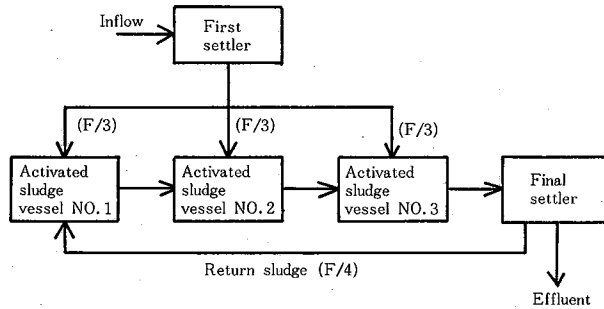 Inflow
First
settler
(F/3)
(F/3)
(F/3)
Activated
sludge
vessel NO.1
Activated
sludge
vessel NO.2
Activated
sludge
vessel NO.3
Final
settler
Return sludge (F/4)
Effluent